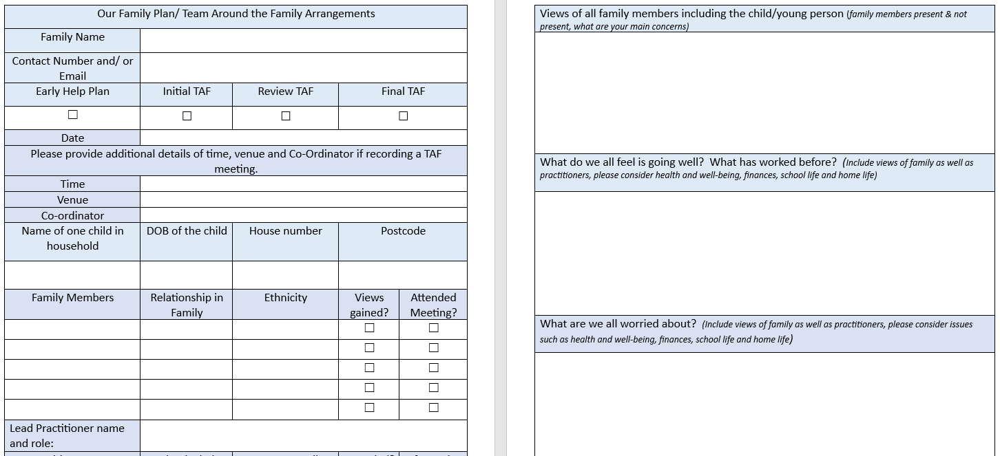 Our Family Plan/ Team Around the Family Arrangements
Family Name
Contact Number and/ or
Email
Early Help Plan Initial TAF Review TAF Final TAF
☐ ☐ ☐ ☐
Date
Please provide additional details of time, venue and Co-Ordinator if recording a TAF
meeting.
Time
Venue
Co-ordinator
Name of one child in DOB of the child House number Postcode
household
Family Members Relationship in Ethnicity Views Attended
Family gained? Meeting?
☐ ☐
☐ ☐
☐ ☐
☐ ☐
☐ ☐
Lead Practitioner name
and role:
Views of all family members including the child/young person (family members present & not
present, what are your main concerns)
What do we all feel is going well? What has worked before? (Include views of family as well as
practitioners, please consider health and well-being, finances, school life and home life)
What are we all worried about? (Include views of family as well as practitioners, please consider issues
such as health and well-being, finances, school life and home life)